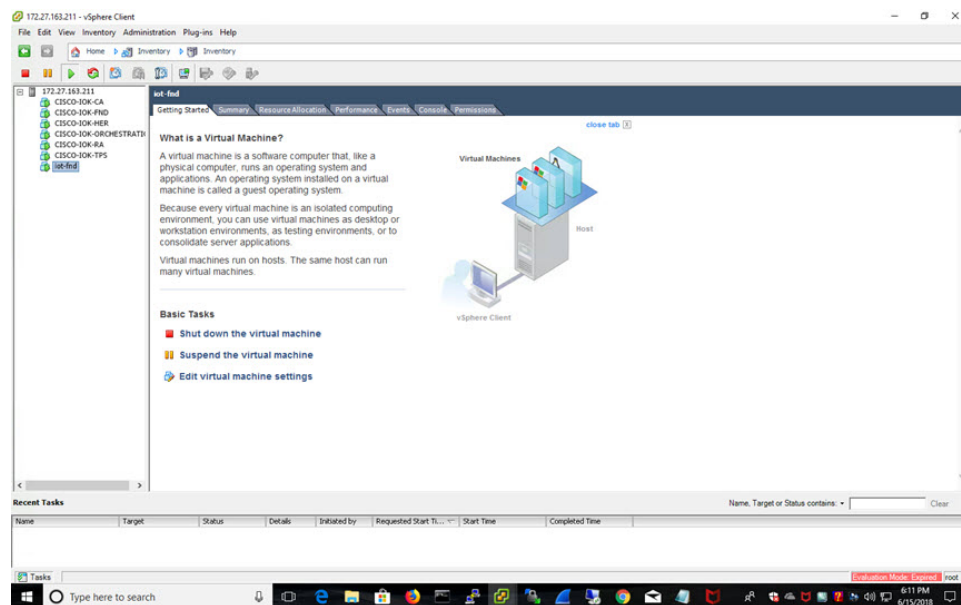 172.27.163.211 - vSphere Client
File Edit View Inventory Administration Plug-ins Help
Home Inventory Inventory
172.27.163.211
CISCO-IOK-CA
CISCO-IOK-FND
CISCO-IOK-HER
CISCO-IOK-ORCHESTRATI
CISCO-IOK-RA
CISCO-IOK-TPS
iot-fnd
iot-fnd
Getting Started Summary Resource Allocation Performance Events Console Permissions
close tab
What is a Virtual Machine?
A virtual machine is a software computer that, like a
physical computer, runs an operating system and
applications. An operating system installed on a virtual
machine is called a guest operating system.
Because every virtual machine is an isolated computing
environment, you can use virtual machines as desktop or
workstation environments, as testing environments, or to
consolidate server applications.
Virtual machines run on hosts. The same host can run
many virtual machines.
Virtual Machines
Host
vSphere Client
Basic Tasks
Shut down the virtual machine
Suspend the virtual machine
Edit virtual machine settings
Recent Tasks
Name, Target or Status contains:
Clear
Name Target Status Details Initiated by Requested Start Ti... Start Time Completed Time
Tasks
Evaluation Mode: Expired root
Type here to search
6:11 PM
6/15/2018